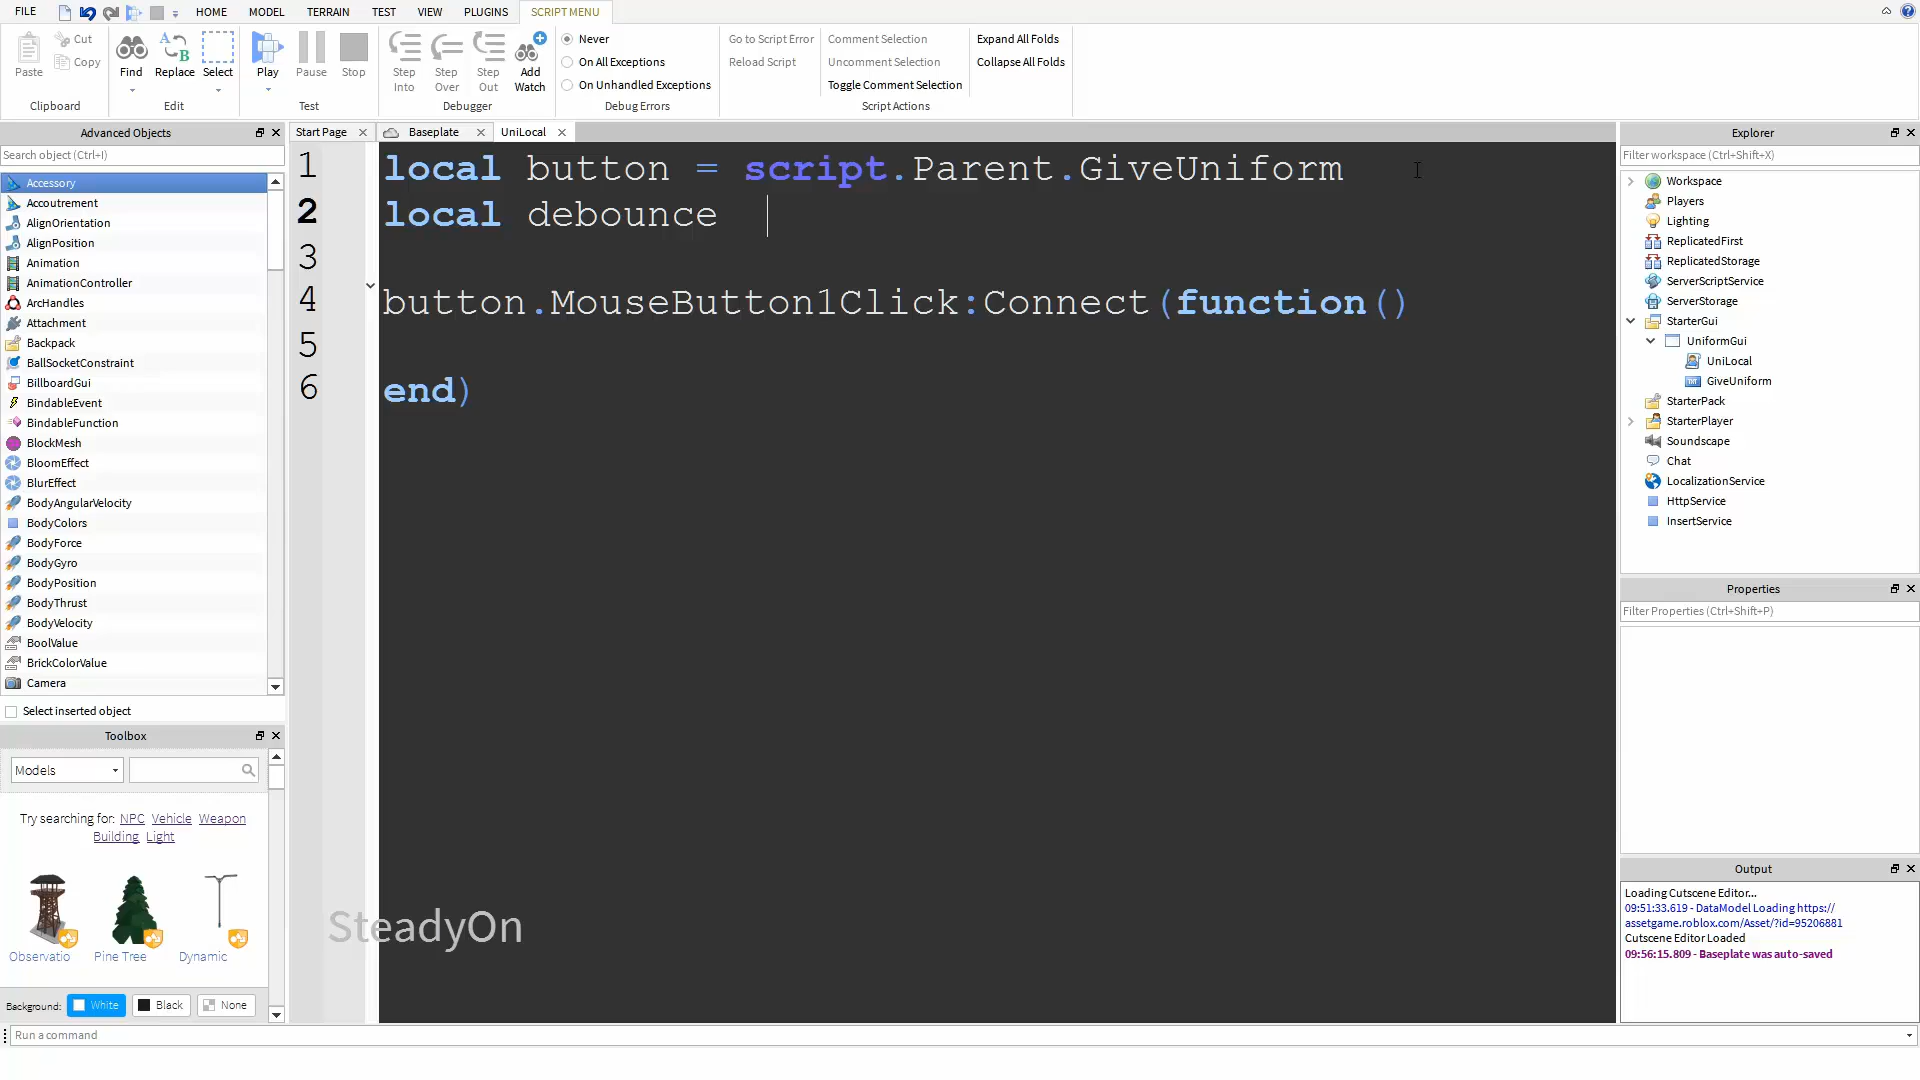 FILE HOME MODEL TERRAIN TEST VIEW PLUGINS SCRIPT MENU
Paste
Cut
Copy
Clipboard
Find
Replace
Select
Edit
Play
Pause
Stop
Test
Step
Into
Step
Over
Step
Out
Add
Watch
Debugger
Never
On All Exceptions
On Unhandled Exceptions
Debug Errors
Go to Script Error
Reload Script
Comment Selection
Uncomment Selection
Toggle Comment Selection
Script Actions
Expand All Folds
Collapse All Folds
Advanced Objects
Search object (Ctrl+I)
Accessory
Accoutrement
AlignOrientation
AlignPosition
Animation
AnimationController
ArcHandles
Attachment
Backpack
BallSocketConstraint
BillboardGui
BindableEvent
BindableFunction
BlockMesh
BloomEffect
BlurEffect
BodyAngularVelocity
BodyColors
BodyForce
BodyGyro
BodyPosition
BodyThrust
BodyVelocity
BoolValue
BrickColorValue
Camera
Select inserted object
Toolbox
Models
Try searching for: NPC Vehicle Weapon
Building Light
Observatio Pine Tree Dynamic
Background: White Black None
Run a command
Start Page Baseplate UniLocal
1 local button = script.Parent.GiveUniform
2 local debounce
3
4 button.MouseButton1Click:Connect(function()
5
6 end)
SteadyOn
Explorer
Filter workspace (Ctrl+Shift+X)
Workspace
Players
Lighting
ReplicatedFirst
ReplicatedStorage
ServerScriptService
ServerStorage
StarterGui
UniformGui
UniLocal
TXT GiveUniform
StarterPack
StarterPlayer
Soundscape
Chat
LocalizationService
HttpService
InsertService
Properties
Filter Properties (Ctrl+Shift+P)
Output
Loading Cutscene Editor...
09:51:33.619 - DataModel Loading https://
assetgame.roblox.com/Asset/?id=95206881
Cutscene Editor Loaded
09:56:15.809 - Baseplate was auto-saved